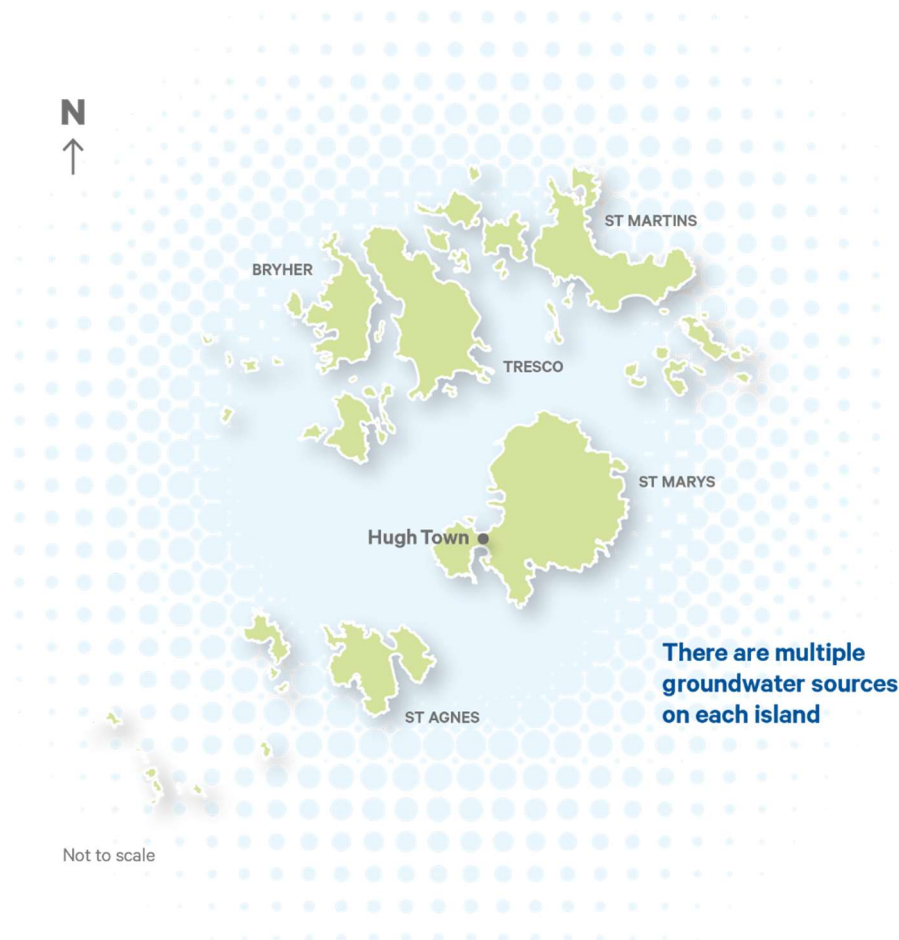 N
ST MARTINS
BRYHER
TRESCO
ST MARYS
Hugh Town
There are multiple
groundwater sources
on each island
ST AGNES
Not to scale